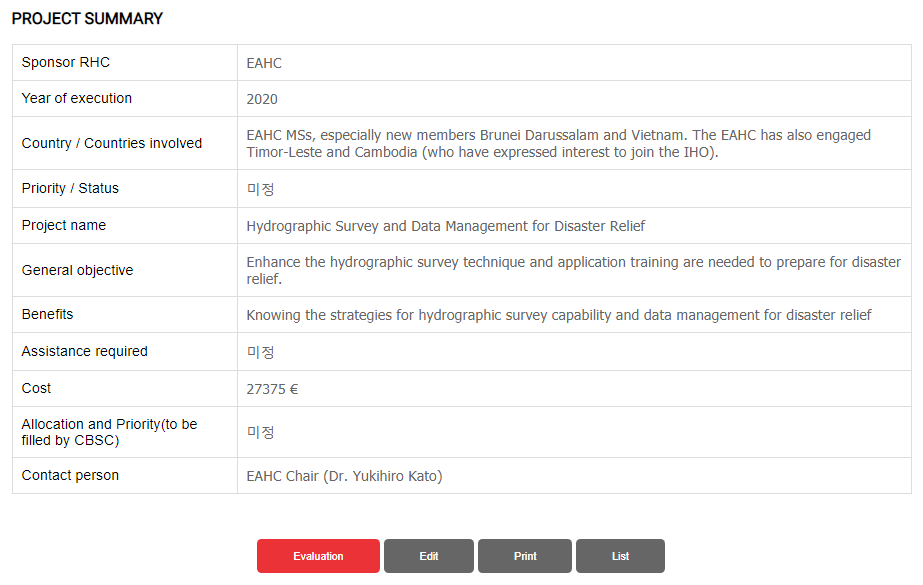 PROJECT SUMMARY
Sponsor RHC
EAHC
Year of execution
2020
Country / Countries involved
EAHC MSs, especially new members Brunei Darussalam and Vietnam. The EAHC has also engaged
Timor-Leste and Cambodia (who have expressed interest to join the IHO).
Priority / Status
미정
Project name
Hydrographic Survey and Data Management for Disaster Relief
General objective
Enhance the hydrographic survey technique and application training are needed to prepare for disaster
relief.
Benefits
Knowing the strategies for hydrographic survey capability and data management for disaster relief
Assistance required
미정
Cost
27375 €
Allocation and Priority(to be
filled by CBSC)
미정
Contact person
EAHC Chair (Dr. Yukihiro Kato)
Evaluation
Edit
Print
List